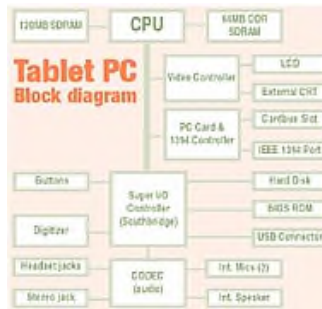 128MB SDRAM
CPU
64MB DDR
SDRAM
Tablet PC
Block diagram
Video Controller
LCD
External CRT
PC Card &
1394 Controller
Cardbus Slot
IEEE 1394 Port
Buttons
Super I/O
Controller
(Southbridge)
Hard Disk
BIOS ROM
Digitizer
USB Connector
Headset jacks
CODEC
(audio)
Int. Mics (2)
Stereo jack
Int. Speaker